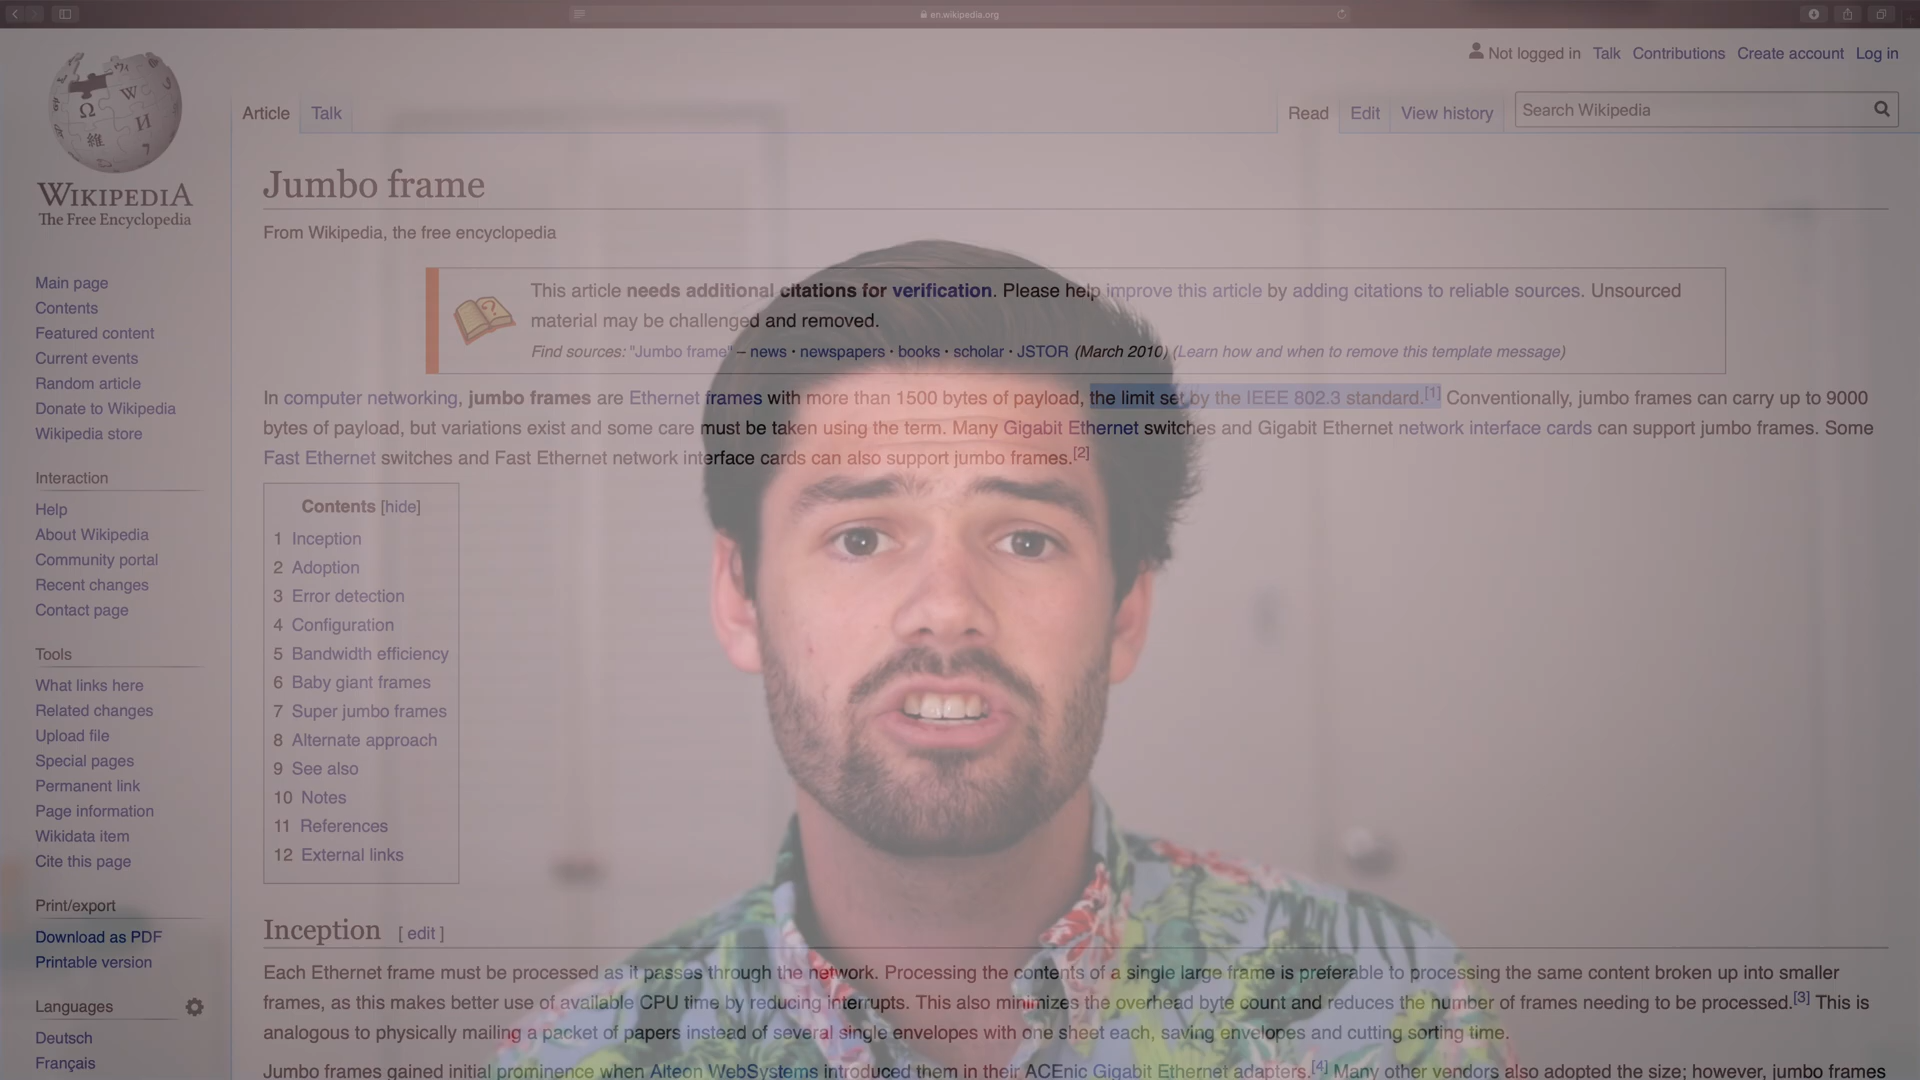 en.wikipedia.org
Not logged in Talk Contributions Create account Log in
Article Talk Read Edit View history Search Wikipedia
WIKIPEDIA
The Free Encyclopedia
Jumbo frame
From Wikipedia, the free encyclopedia
This article needs additional citations for verification. Please help improve this article by adding citations to reliable sources. Unsourced
material may be challenged and removed.
Find sources: "Jumbo frame" – news · newspapers · books · scholar · JSTOR (March 2010) (Learn how and when to remove this template message)
In computer networking, jumbo frames are Ethernet frames with more than 1500 bytes of payload, the limit set by the IEEE 802.3 standard.[1] Conventionally, jumbo frames can carry up to 9000
bytes of payload, but variations exist and some care must be taken using the term. Many Gigabit Ethernet switches and Gigabit Ethernet network interface cards can support jumbo frames. Some
Fast Ethernet switches and Fast Ethernet network interface cards can also support jumbo frames.[2]
Contents [hide]
1 Inception
2 Adoption
3 Error detection
4 Configuration
5 Bandwidth efficiency
6 Baby giant frames
7 Super jumbo frames
8 Alternate approach
9 See also
10 Notes
11 References
12 External links
Inception [ edit ]
Each Ethernet frame must be processed as it passes through the network. Processing the contents of a single large frame is preferable to processing the same content broken up into smaller
frames, as this makes better use of available CPU time by reducing interrupts. This also minimizes the overhead byte count and reduces the number of frames needing to be processed.[3] This is
analogous to physically mailing a packet of papers instead of several single envelopes with one sheet each, saving envelopes and cutting sorting time.
Jumbo frames gained initial prominence when Alteon WebSystems introduced them in their ACEnic Gigabit Ethernet adapters.[4] Many other vendors also adopted the size; however, jumbo frames
Main page
Contents
Featured content
Current events
Random article
Donate to Wikipedia
Wikipedia store
Interaction
Help
About Wikipedia
Community portal
Recent changes
Contact page
Tools
What links here
Related changes
Upload file
Special pages
Permanent link
Page information
Wikidata item
Cite this page
Print/export
Download as PDF
Printable version
Languages
Deutsch
Français